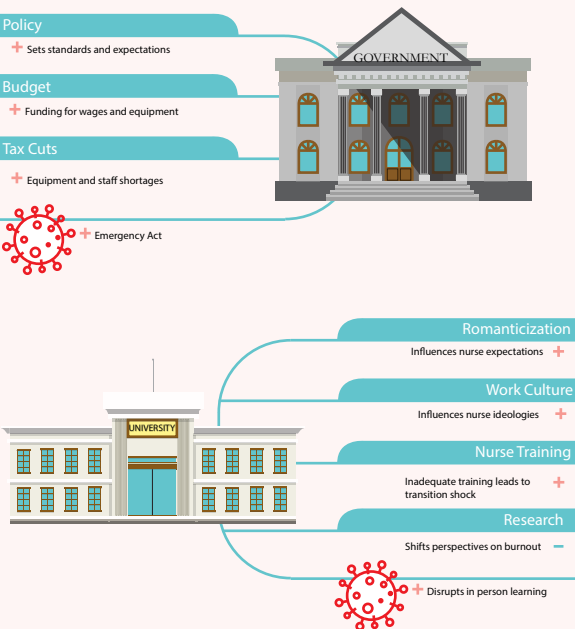 Policy
+ Sets standards and expectations
GOVERNMENT
Budget
+ Funding for wages and equipment
Tax Cuts
+ Equipment and staff shortages
+ Emergency Act
Romanticization
Influences nurse expectations +
Work Culture
Influences nurse ideologies +
UNIVERSITY
Nurse Training
Inadequate training leads to +
transition shock
Research
Shifts perspectives on burnout −
+ Disrupts in person learning